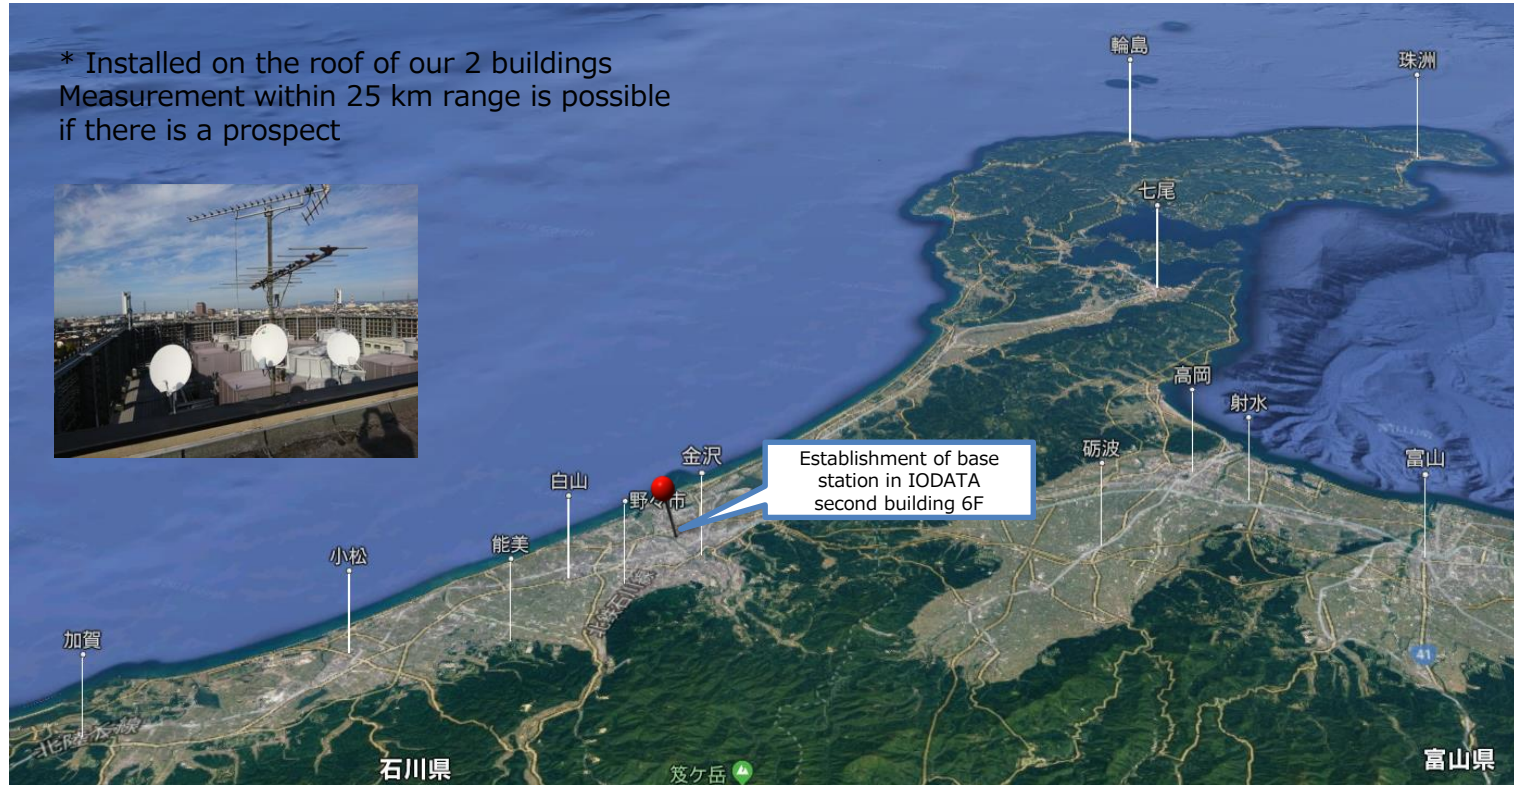 * Installed on the roof of our 2 buildings
Measurement within 25 km range is possible
if there is a prospect
輪島
珠洲
七尾
高岡
射水
富山
砺波
金沢
Establishment of base
station in IODATA
second building 6F
野々市
白山
能美
小松
加賀
41
石川県
笈ケ岳
富山県